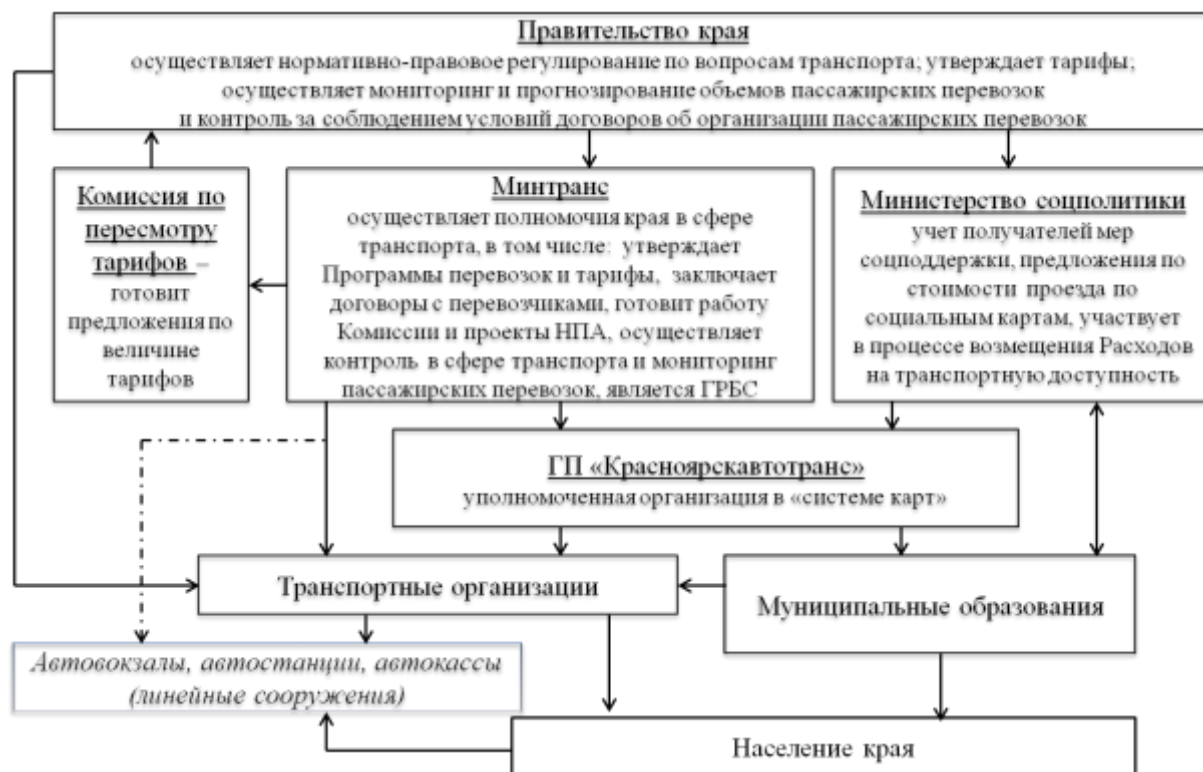 Правительство края
осуществляет нормативно-правовое регулирование по вопросам транспорта; утверждает тарифы;
осуществляет мониторинг и прогнозирование объемов пассажирских перевозок
и контроль за соблюдением условий договоров об организации пассажирских перевозок
Комиссия по
пересмотру
тарифов –
готовит
предложения по
величине
тарифов
Минтранс
осуществляет полномочия края в сфере
транспорта, в том числе: утверждает
Программы перевозок и тарифы, заключает
договоры с перевозчиками, готовит работу
Комиссии и проекты НПА, осуществляет
контроль в сфере транспорта и мониторинг
пассажирских перевозок, является ГРБС
Министерство соцполитики
учет получателей мер
соцподдержки, предложения по
стоимости проезда по
социальным картам, участвует
в процессе возмещения Расходов
на транспортную доступность
ГП «Красноярскавтотранс»
уполномоченная организация в «системе карт»
Транспортные организации
Муниципальные образования
Автовокзалы, автостанции, автокассы
(линейные сооружения)
Население края